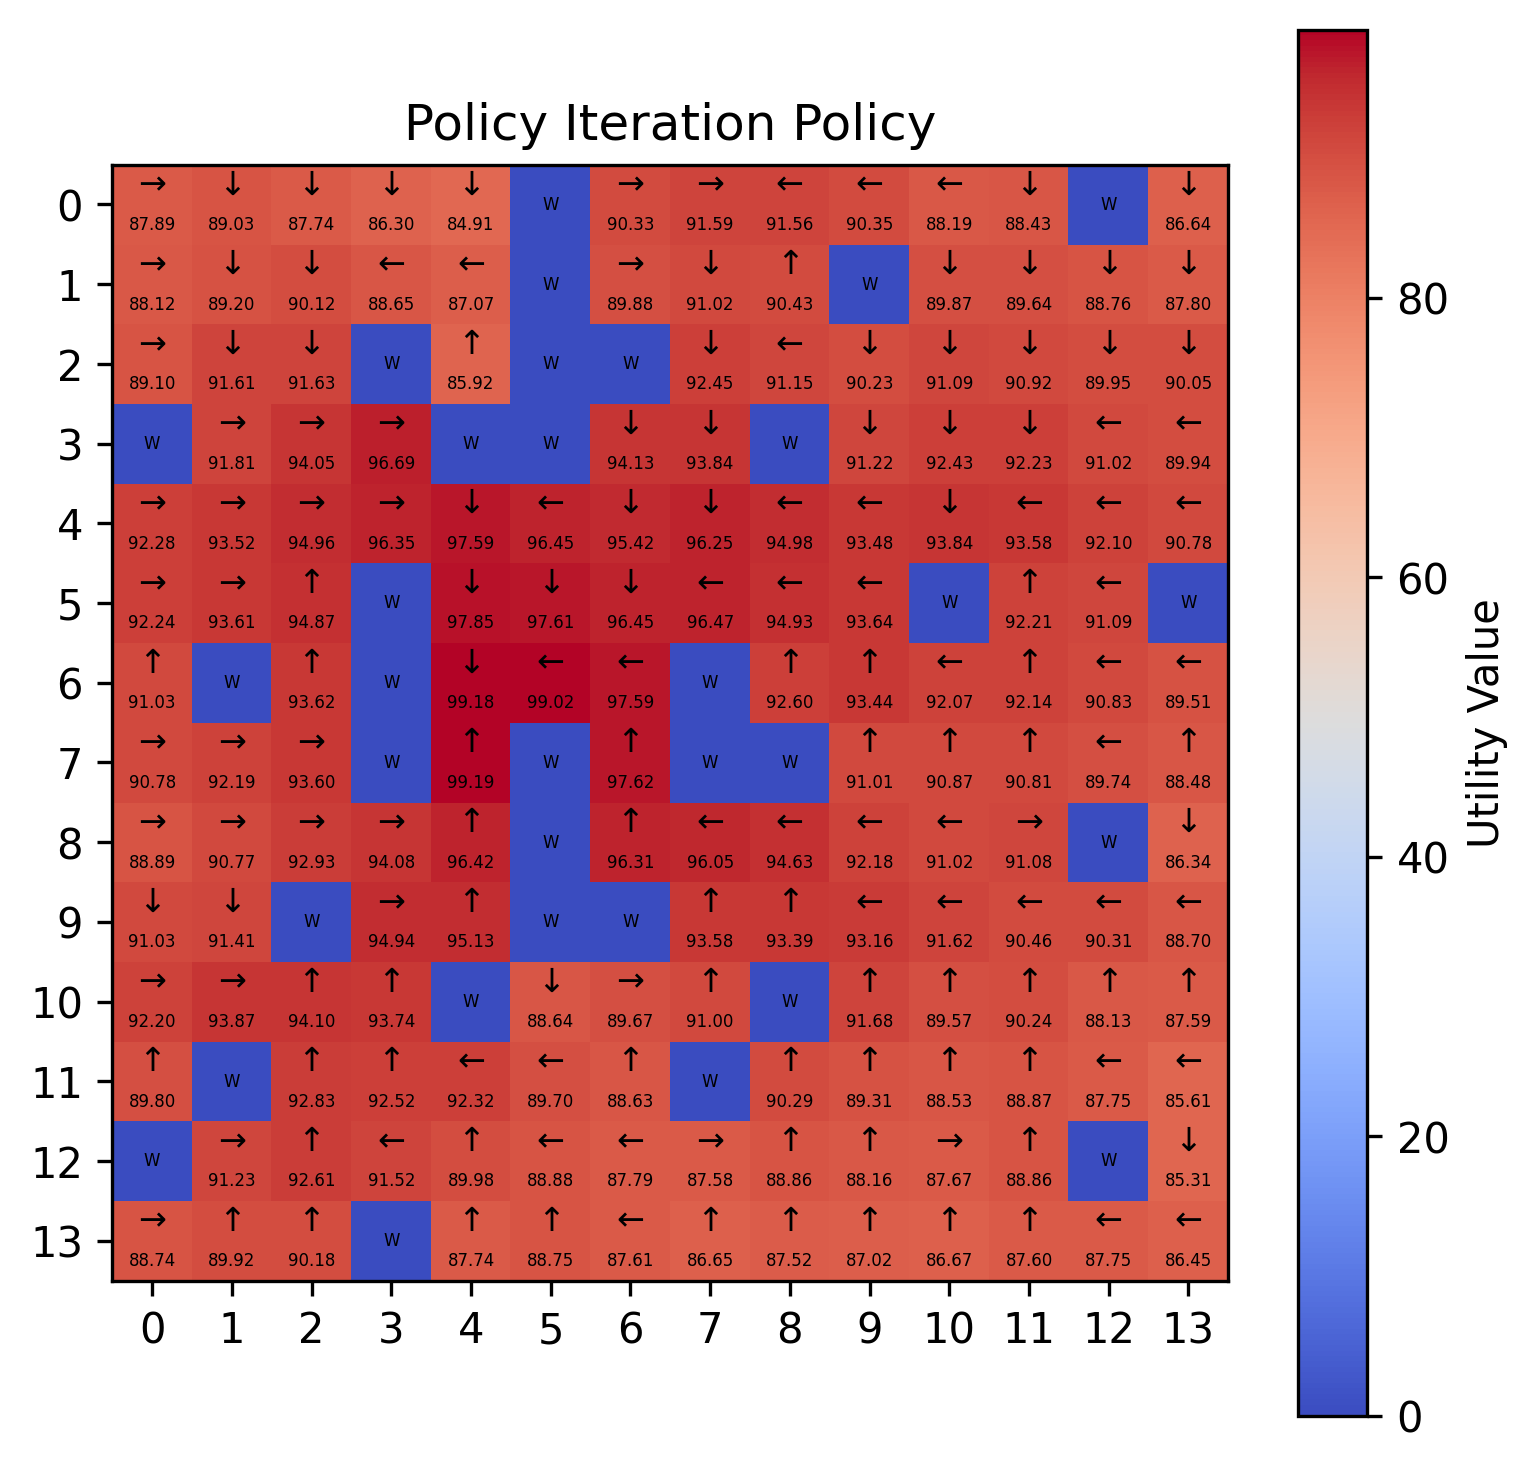 Policy Iteration Policy
0 → ↓ ↓ ↓ ↓ W → → ← ← ← ↓ W ↓
87.89 89.03 87.74 86.30 84.91 90.33 91.59 91.56 90.35 88.19 88.43 86.64
1 → ↓ ↓ ← ← W → ↓ ↑ W ↓ ↓ ↓ ↓
88.12 89.20 90.12 88.65 87.07 89.88 91.02 90.43 89.87 89.64 88.76 87.80
2 → ↓ ↓ W ↑ W W ↓ ← ↓ ↓ ↓ ↓ ↓
89.10 91.61 91.63 85.92 92.45 91.15 90.23 91.09 90.92 89.95 90.05
3 W → → → W W ↓ ↓ W ↓ ↓ ↓ ← ←
91.81 94.05 96.69 94.13 93.84 91.22 92.43 92.23 91.02 89.94
4 → → → → ↓ ← ↓ ↓ ← ← ↓ ← ← ←
92.28 93.52 94.96 96.35 97.59 96.45 95.42 96.25 94.98 93.48 93.84 93.58 92.10 90.78
5 → → ↑ W ↓ ↓ ↓ ← ← ← W ↑ ← W
92.24 93.61 94.87 97.85 97.61 96.45 96.47 94.93 93.64 92.21 91.09
6 ↑ W ↑ W ↓ ← ← W ↑ ↑ ← ↑ ← ←
91.03 93.62 99.18 99.02 97.59 92.60 93.44 92.07 92.14 90.83 89.51
7 → → → W ↑ W ↑ W W ↑ ↑ ↑ ← ↑
90.78 92.19 93.60 99.19 97.62 91.01 90.87 90.81 89.74 88.48
8 → → → → ↑ W ↑ ← ← ← ← → W ↓
88.89 90.77 92.93 94.08 96.42 96.31 96.05 94.63 92.18 91.02 91.08 86.34
9 ↓ ↓ W → ↑ W W ↑ ↑ ← ← ← ← ←
91.03 91.41 94.94 95.13 93.58 93.39 93.16 91.62 90.46 90.31 88.70
10 → → ↑ ↑ W ↓ → ↑ W ↑ ↑ ↑ ↑ ↑
92.20 93.87 94.10 93.74 88.64 89.67 91.00 91.68 89.57 90.24 88.13 87.59
11 ↑ W ↑ ↑ ← ← ↑ W ↑ ↑ ↑ ↑ ← ←
89.80 92.83 92.52 92.32 89.70 88.63 90.29 89.31 88.53 88.87 87.75 85.61
12 W → ↑ ← ↑ ← ← → ↑ ↑ → ↑ W ↓
91.23 92.61 91.52 89.98 88.88 87.79 87.58 88.86 88.16 87.67 88.86 85.31
13 → ↑ ↑ W ↑ ↑ ← ↑ ↑ ↑ ↑ ↑ ← ←
88.74 89.92 90.18 87.74 88.75 87.61 86.65 87.52 87.02 86.67 87.60 87.75 86.45
0 1 2 3 4 5 6 7 8 9 10 11 12 13
80
60
40
20
0
Utility Value